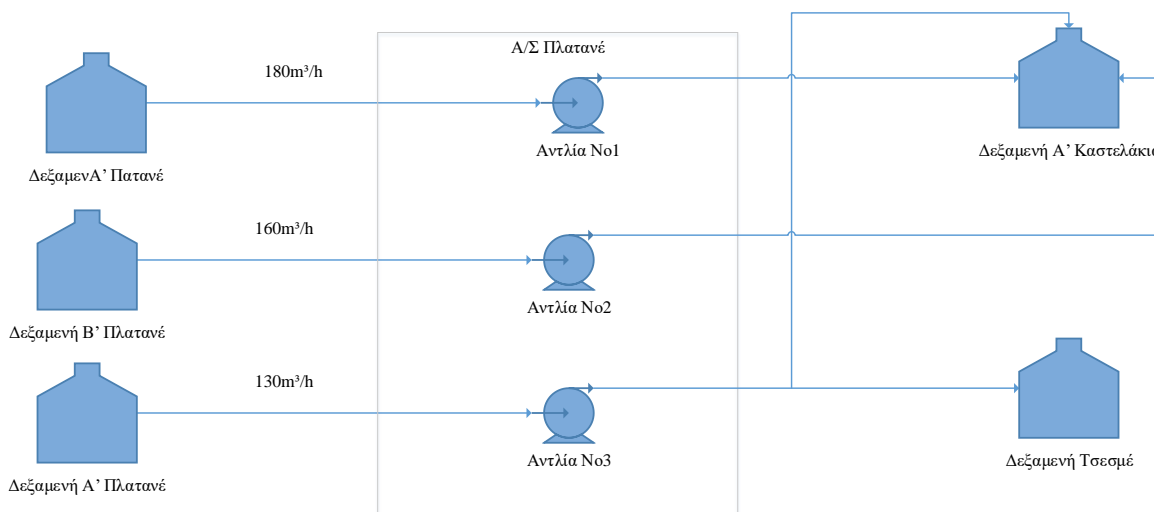 Α/Σ Πλατανέ
180m³/h
Αντλία Νο1
Δεξαμενή Α’ Καστελάκια
ΔεξαμενΑ’ Πατανέ
160m³/h
Αντλία Νο2
Δεξαμενή Β’ Πλατανέ
130m³/h
Αντλία Νο3
Δεξαμενή Τσεσμέ
Δεξαμενή Α’ Πλατανέ